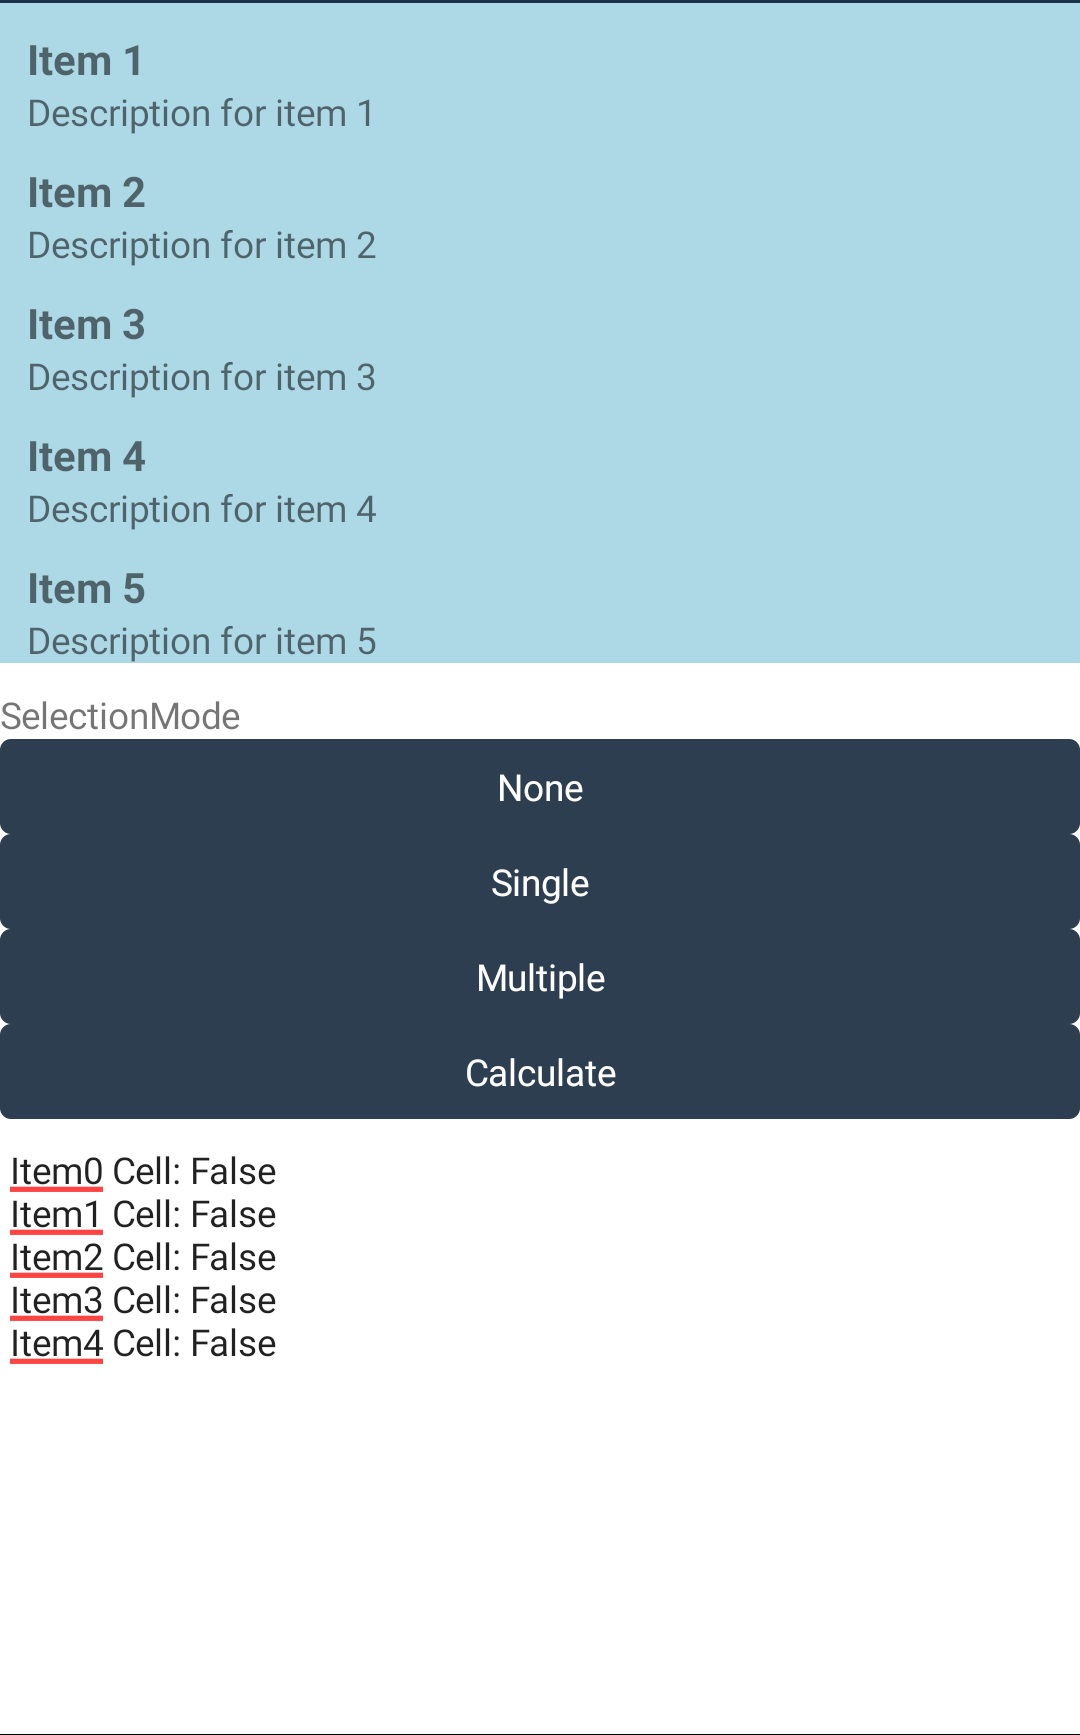 Item 1
Description for item 1
Item 2
Description for item 2
Item 3
Description for item 3
Item 4
Description for item 4
Item 5
Description for item 5
SelectionMode
None
Single
Multiple
Calculate
Item0 Cell: False
Item1 Cell: False
Item2 Cell: False
Item3 Cell: False
Item4 Cell: False